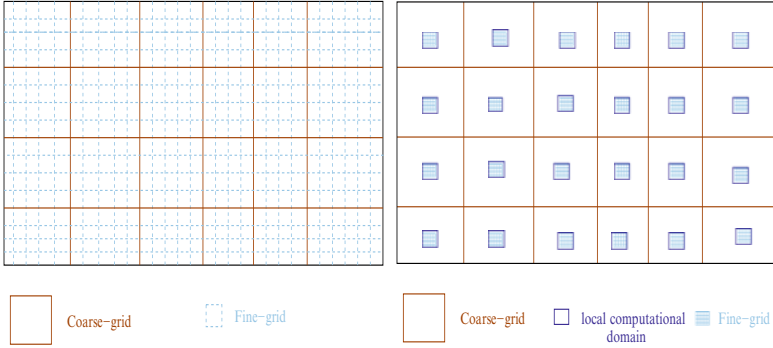 Coarse−grid
Fine−grid
Coarse−grid
local computational
domain
Fine−grid